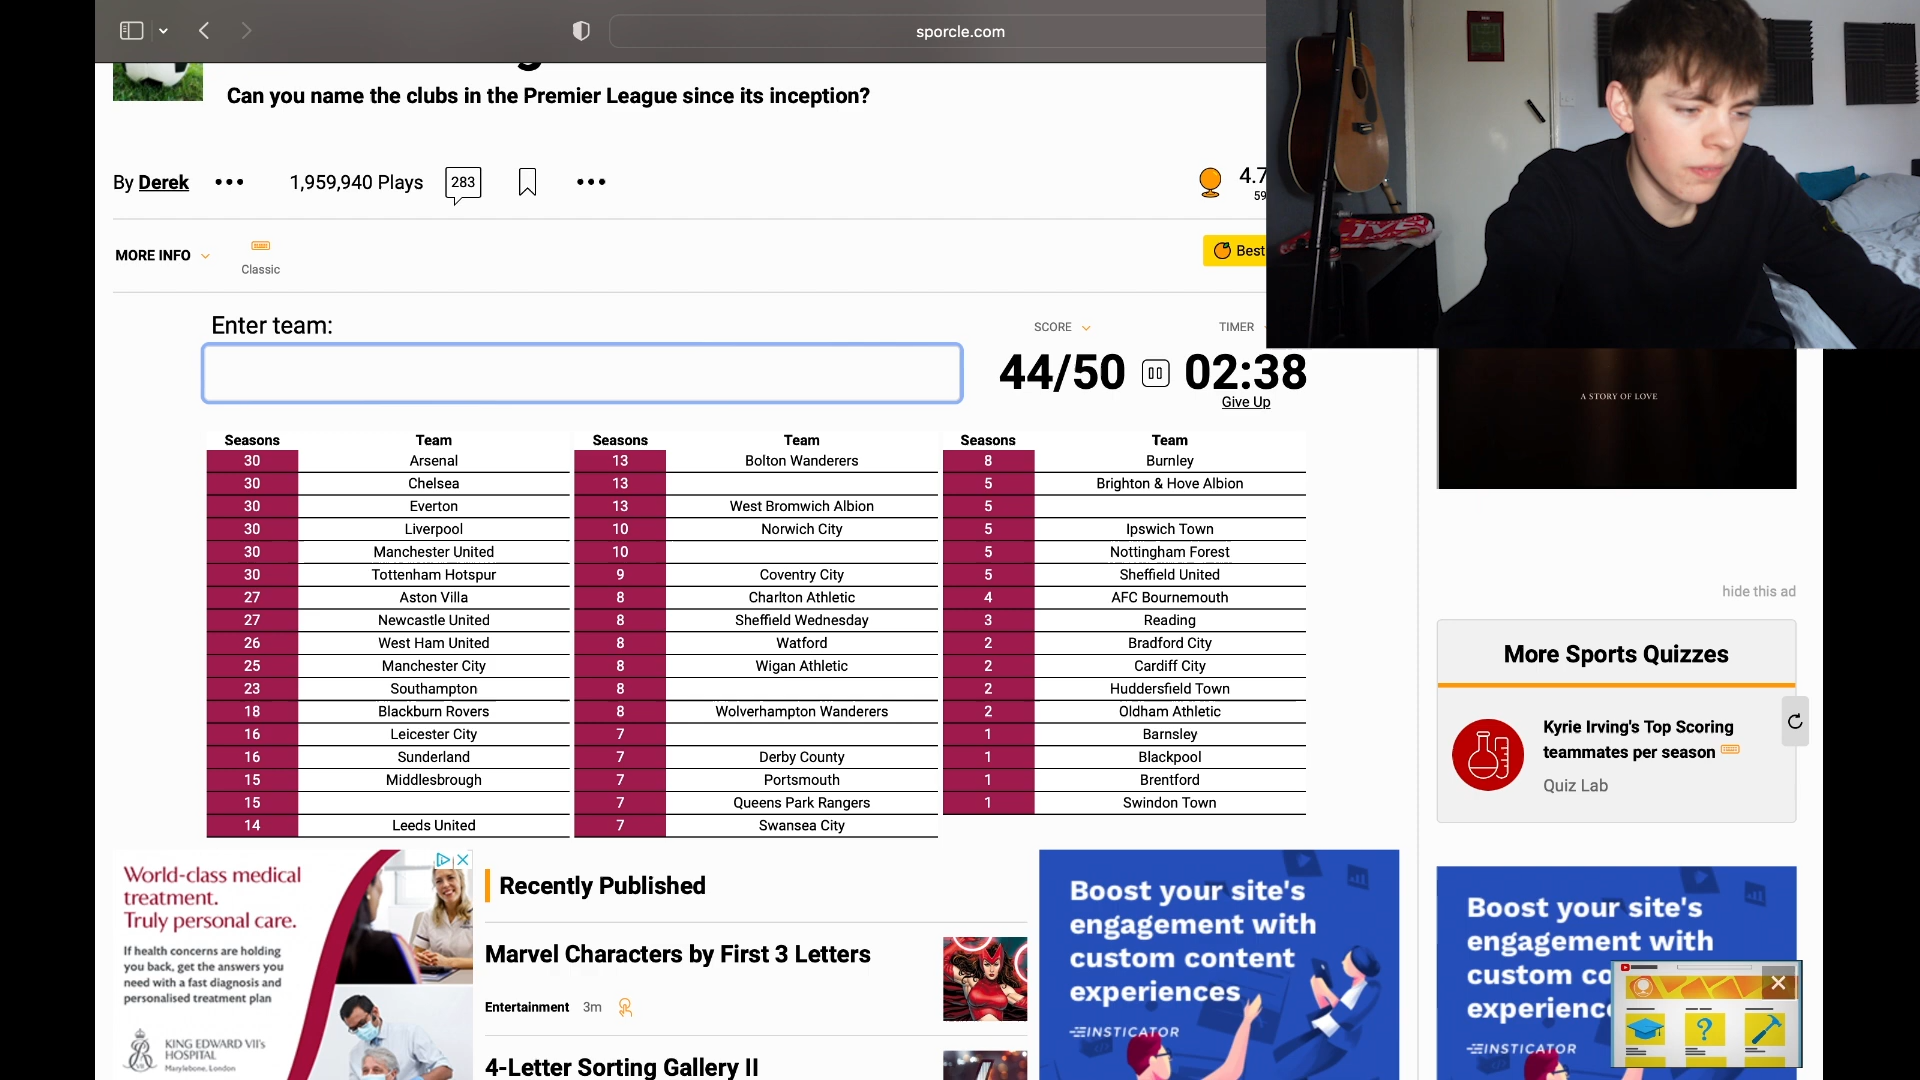 sporcle.com
Can you name the clubs in the Premier League since its inception?
By Derek ••• 1,959,940 Plays 283 •••
4.7
59
MORE INFO
Classic
Best
Enter team:
SCORE TIMER
44/50 02:38
Give Up
Seasons Team Seasons Team Seasons Team
30 Arsenal 13 Bolton Wanderers 8 Burnley
30 Chelsea 13 5 Brighton & Hove Albion
30 Everton 13 West Bromwich Albion 5
30 Liverpool 10 Norwich City 5 Ipswich Town
30 Manchester United 10 5 Nottingham Forest
30 Tottenham Hotspur 9 Coventry City 5 Sheffield United
27 Aston Villa 8 Charlton Athletic 4 AFC Bournemouth
27 Newcastle United 8 Sheffield Wednesday 3 Reading
26 West Ham United 8 Watford 2 Bradford City
25 Manchester City 8 Wigan Athletic 2 Cardiff City
23 Southampton 8 2 Huddersfield Town
18 Blackburn Rovers 8 Wolverhampton Wanderers 2 Oldham Athletic
16 Leicester City 7 1 Barnsley
16 Sunderland 7 Derby County 1 Blackpool
15 Middlesbrough 7 Portsmouth 1 Brentford
15 7 Queens Park Rangers 1 Swindon Town
14 Leeds United 7 Swansea City
A STORY OF LOVE
hide this ad
More Sports Quizzes
Kyrie Irving's Top Scoring
teammates per season
Quiz Lab
World-class medical
treatment.
Truly personal care.
If health concerns are holding
you back, get the answers you
need with a fast diagnosis and
personalised treatment plan
KING EDWARD VII's
HOSPITAL
Marylebone, London
Recently Published
Marvel Characters by First 3 Letters
Entertainment 3m
4-Letter Sorting Gallery II
Boost your site's
engagement with
custom content
experiences
INSTICATOR
Boost your site's
engagement with
custom co
experienc
INSTICATOR